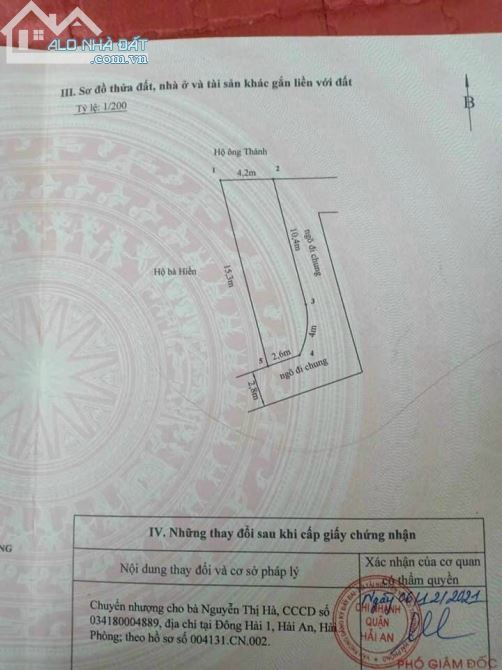 ALO NHÀ ĐẤT
.com.vn
III. Sơ đồ thửa đất, nhà ở và tài sản khác gắn liền với đất
Tỷ lệ: 1/200
B
Hộ ông Thành
1
4,2m
2
10,4m
ngõ đi chung
Hộ bà Hiền
15,3m
3
4m
5
2,6m
4
ngõ đi chung
2,8m
IV. Những thay đổi sau khi cấp giấy chứng nhận
NG
Nội dung thay đổi và cơ sở pháp lý
Xác nhận của cơ quan
có thẩm quyền
Chuyển nhượng cho bà Nguyễn Thị Hà, CCCD số
034180004889, địa chỉ tại Đông Hải 1, Hải An, Hải
Phòng; theo hồ sơ số 004131.CN.002.
Ngày 06/12/2021
CHI NHÁNH
QUẬN
HẢI AN
PHÓ GIÁM ĐỐC